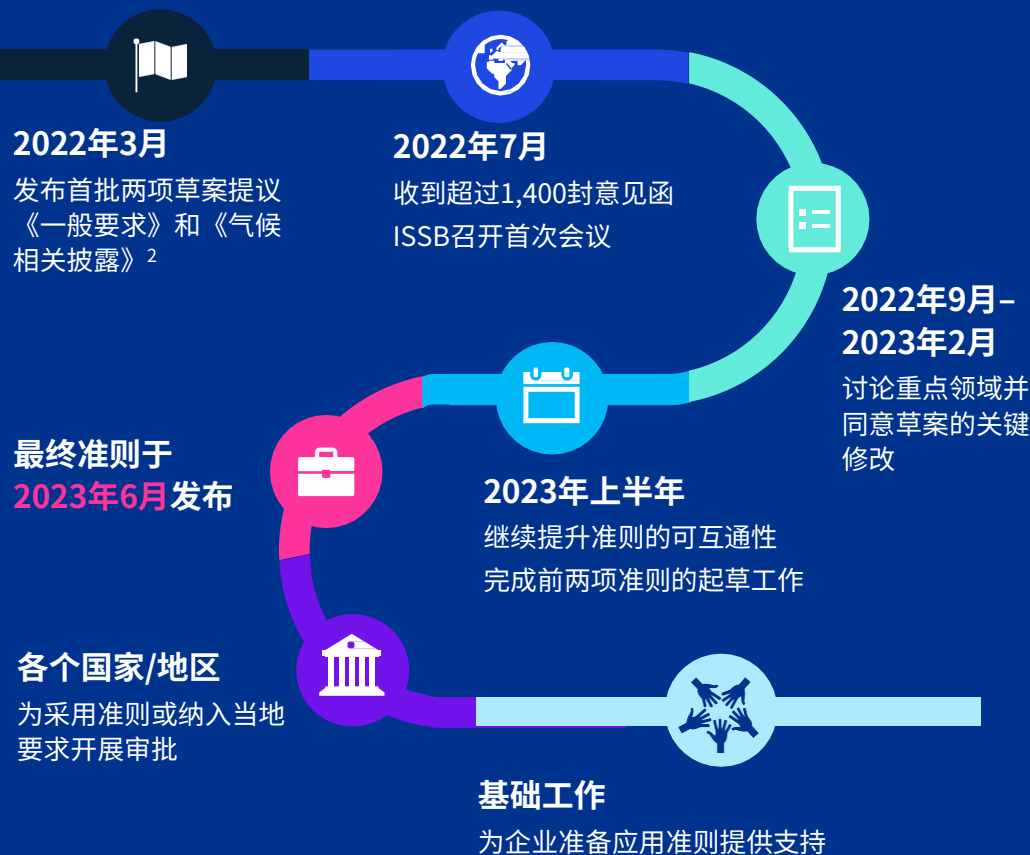 2022年3月
发布首批两项草案提议
《一般要求》和《气候
相关披露》2
2022年7月
收到超过1,400封意见函
ISSB召开首次会议
2022年9月–
2023年2月
讨论重点领域并
同意草案的关键
修改
2023年上半年
继续提升准则的可互通性
完成前两项准则的起草工作
最终准则于
2023年6月发布
各个国家/地区
为采用准则或纳入当地
要求开展审批
基础工作
为企业准备应用准则提供支持